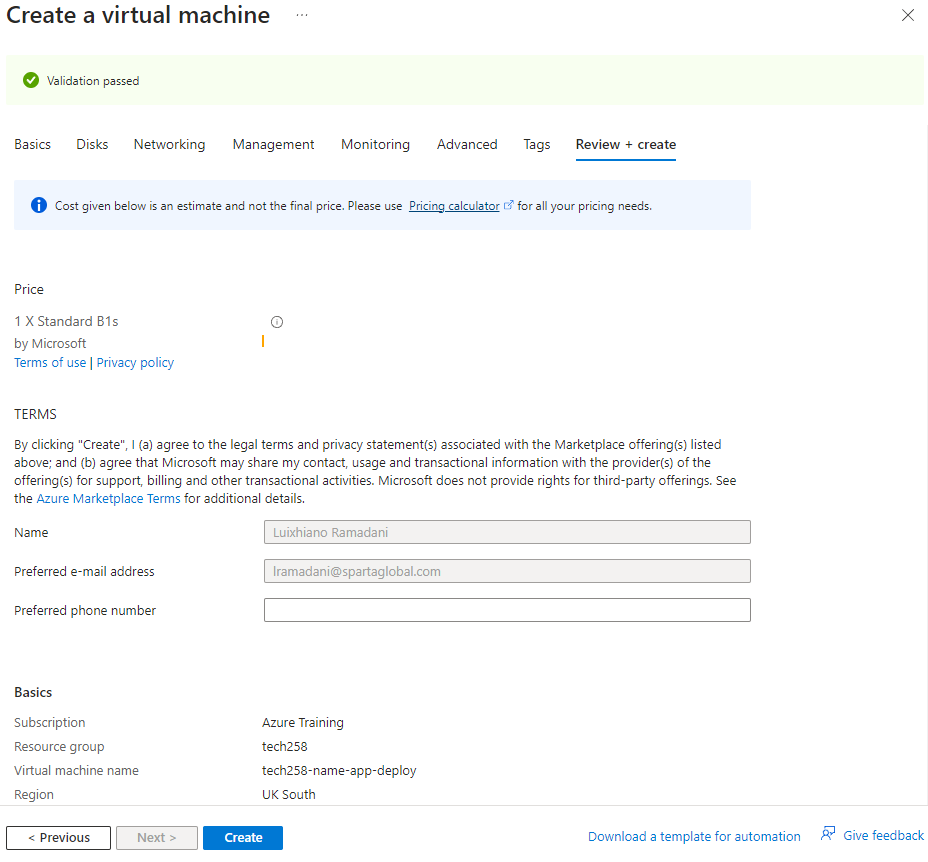 Create a virtual machine ...
Validation passed
Basics Disks Networking Management Monitoring Advanced Tags Review + create
Cost given below is an estimate and not the final price. Please use Pricing calculator for all your pricing needs.
Price
1 X Standard B1s
by Microsoft
Terms of use | Privacy policy
TERMS
By clicking "Create", I (a) agree to the legal terms and privacy statement(s) associated with the Marketplace offering(s) listed
above; and (b) agree that Microsoft may share my contact, usage and transactional information with the provider(s) of the
offering(s) for support, billing and other transactional activities. Microsoft does not provide rights for third-party offerings. See
the Azure Marketplace Terms for additional details.
Name Luixhiano Ramadani
Preferred e-mail address lramadani@spartaglobal.com
Preferred phone number
Basics
Subscription Azure Training
Resource group tech258
Virtual machine name tech258-name-app-deploy
Region UK South
< Previous Next > Create Download a template for automation Give feedback